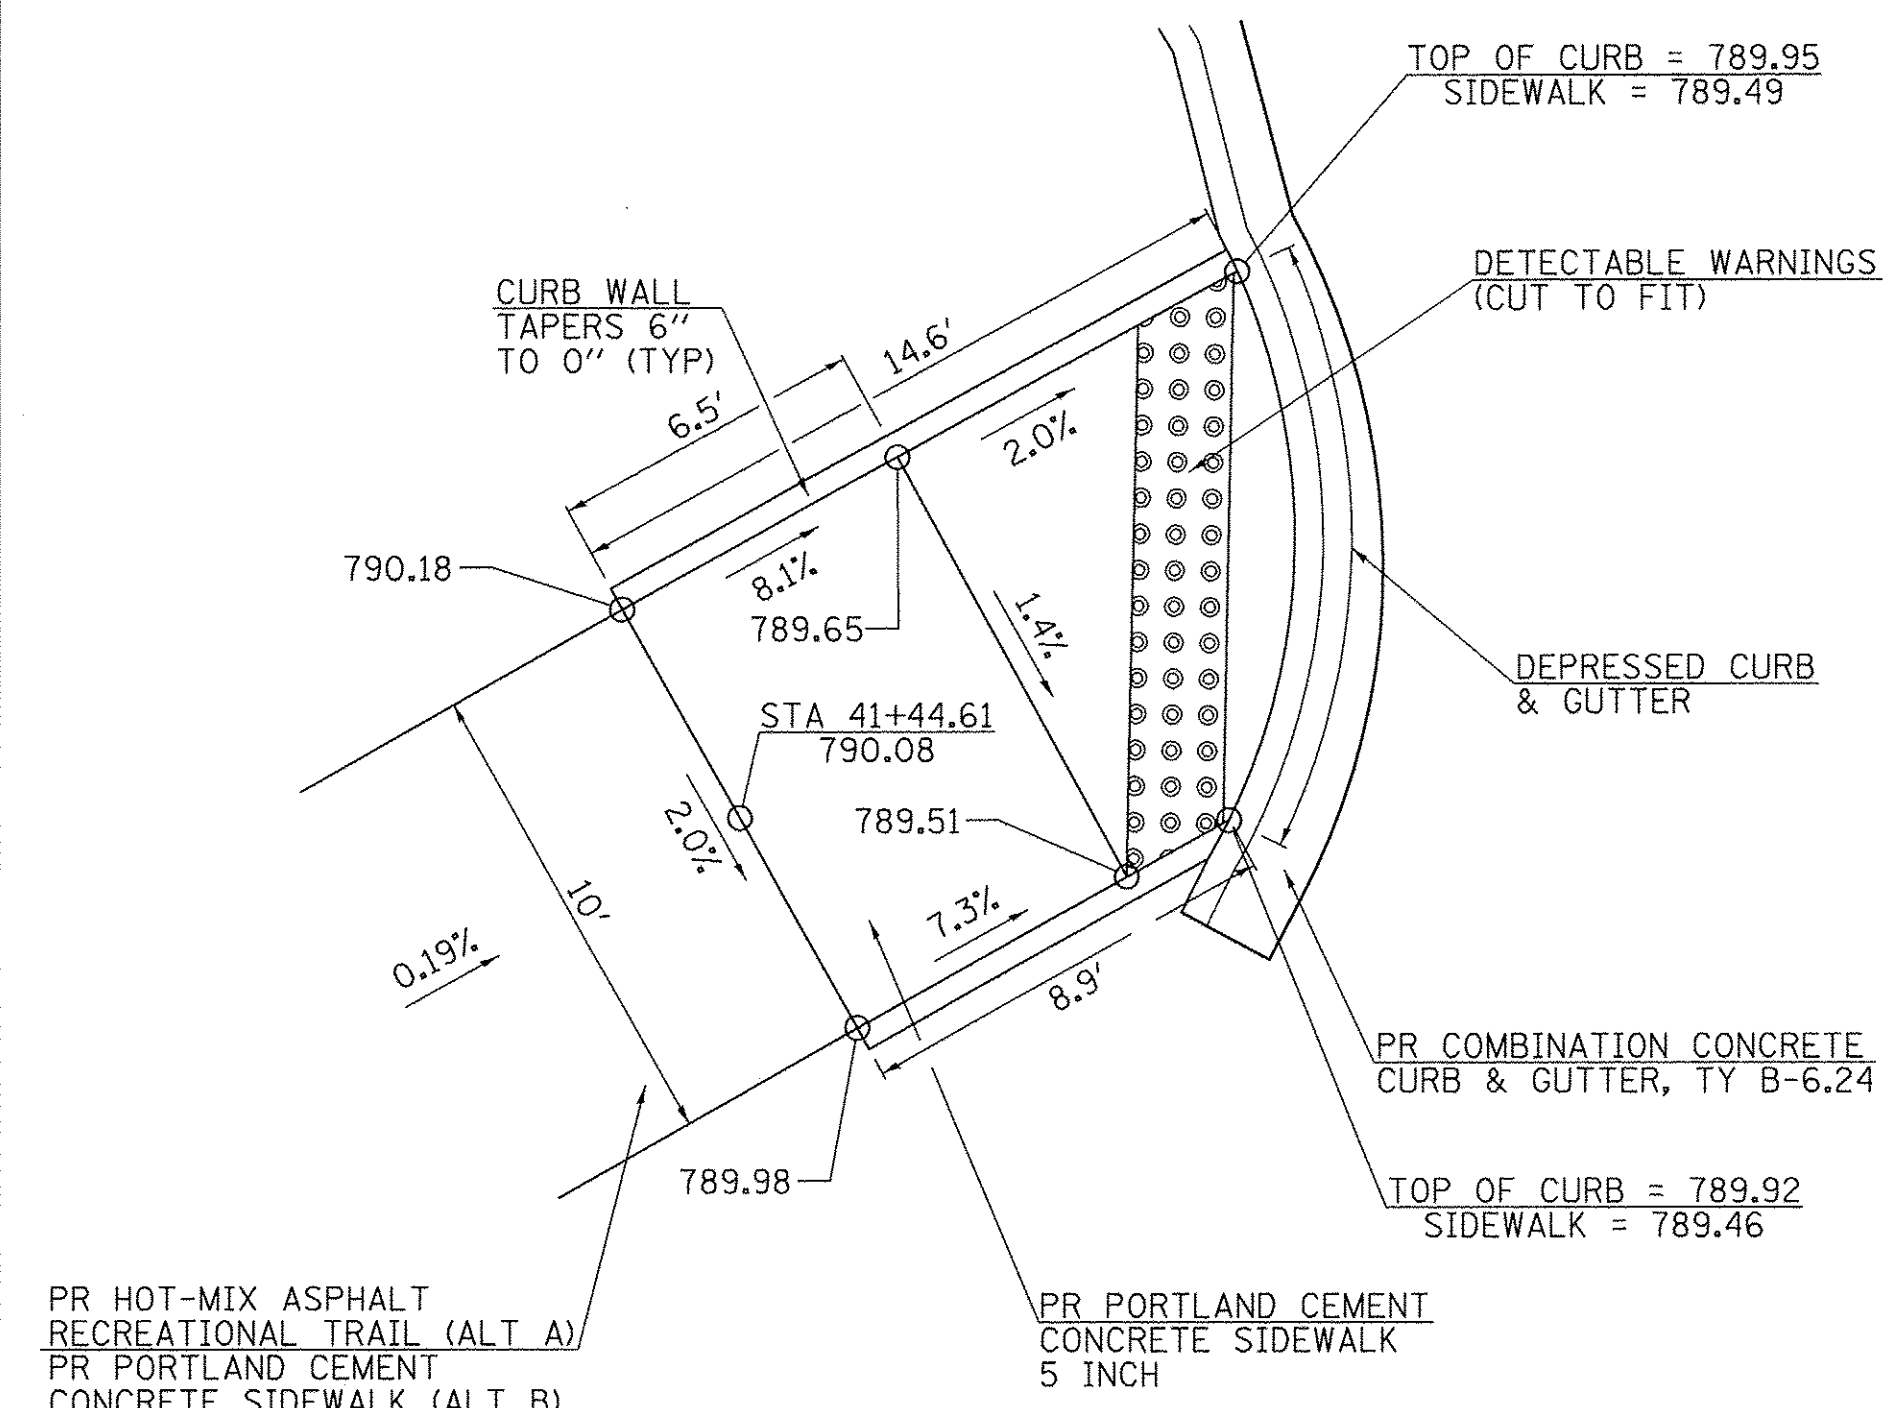 TOP OF CURB = 789.95
SIDEWALK = 789.49
DETECTABLE WARNINGS
(CUT TO FIT)
CURB WALL
TAPERS 6"
TO 0" (TYP)
14.6'
6.5'
2.0%
790.18
8.1%
789.65
1.4%
DEPRESSED CURB
& GUTTER
STA 41+44.61
790.08
2.0%
789.51
10'
7.3%
0.19%
8.9'
PR COMBINATION CONCRETE
CURB & GUTTER, TY B-6.24
789.98
TOP OF CURB = 789.92
SIDEWALK = 789.46
PR HOT-MIX ASPHALT
RECREATIONAL TRAIL (ALT A)
PR PORTLAND CEMENT
CONCRETE SIDEWALK (ALT B)
PR PORTLAND CEMENT
CONCRETE SIDEWALK
5 INCH